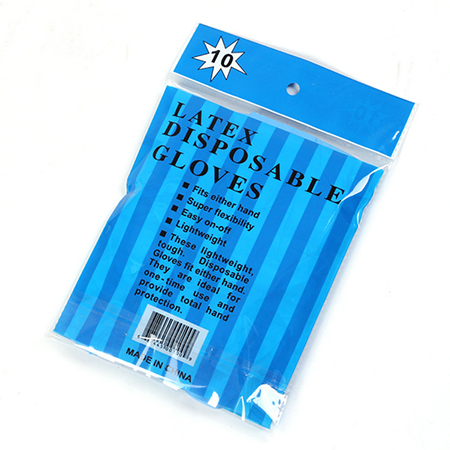 10
LATEX
DISPOSABLE
GLOVES
■ Fits either hand
■ Super flexibility
■ Easy on-off
■ Lightweight
■ These lightweight,
tough. Disposable
Gloves fit either hand.
They are ideal for
one-time use and
provide total hand
protection.
MADE IN CHINA